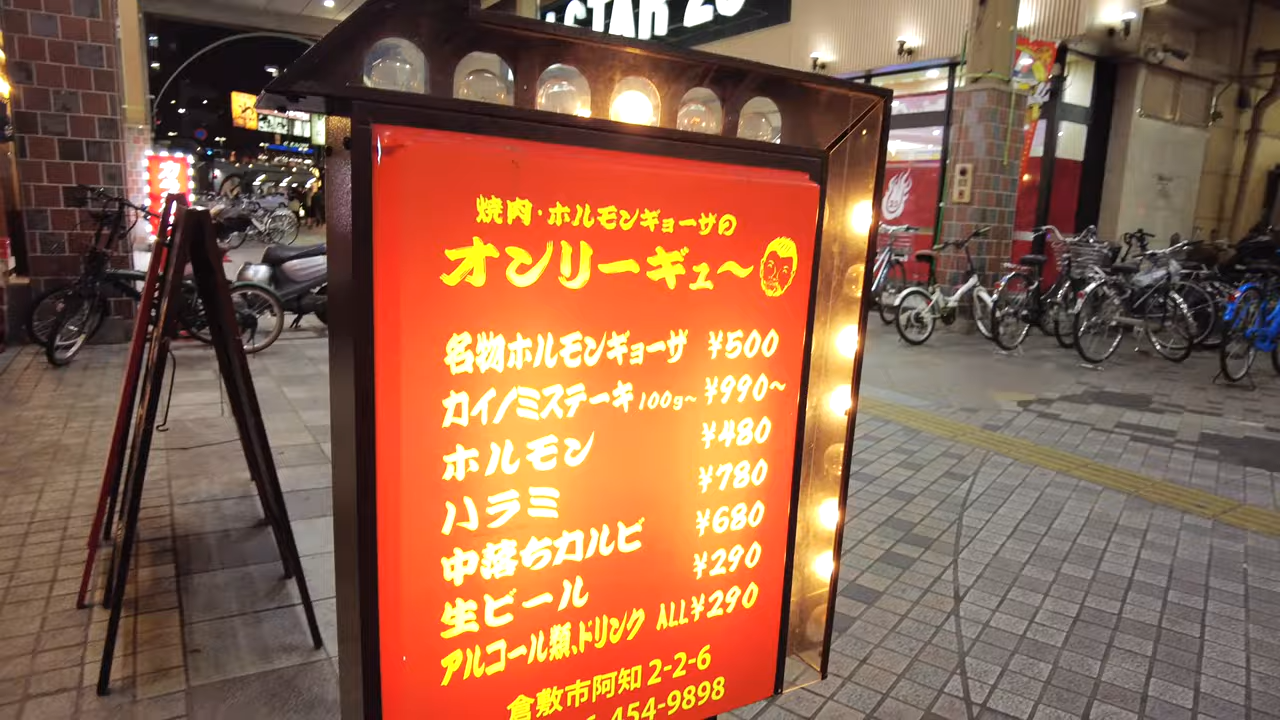 焼肉・ホルモンギョーザの
オンリーギュ〜
名物ホルモンギョーザ ¥500
カイノミステーキ 100g〜 ¥990〜
ホルモン ¥480
ハラミ ¥780
中落ちカルビ ¥680
生ビール ¥290
アルコール類、ドリンク ALL¥290
倉敷市阿知 2-2-6
454-9898